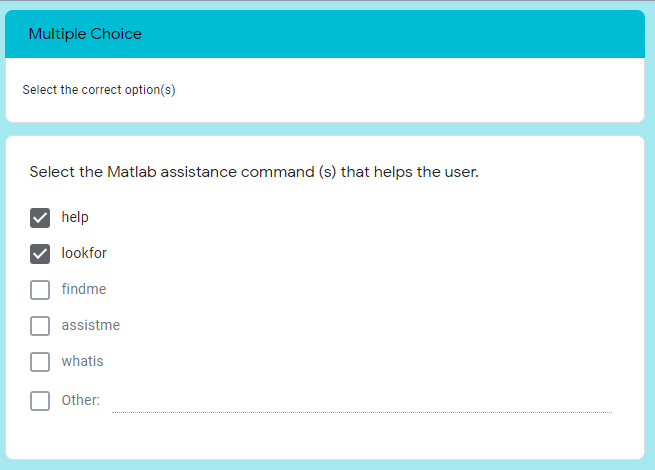 Multiple Choice
Select the correct option(s)
Select the Matlab assistance command (s) that helps the user.
help
lookfor
findme
assistme
whatis
Other: